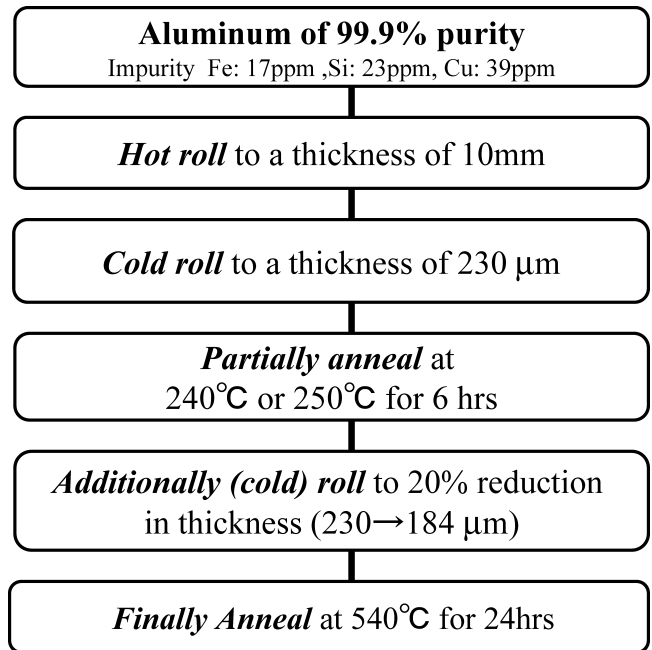 Aluminum of 99.9% purity
Impurity  Fe: 17ppm ,Si: 23ppm, Cu: 39ppm
Hot roll to a thickness of 10mm
Cold roll to a thickness of 230 μm
Partially anneal at
240℃ or 250℃ for 6 hrs
Additionally (cold) roll to 20% reduction
in thickness (230→184 μm)
Finally Anneal at 540℃ for 24hrs